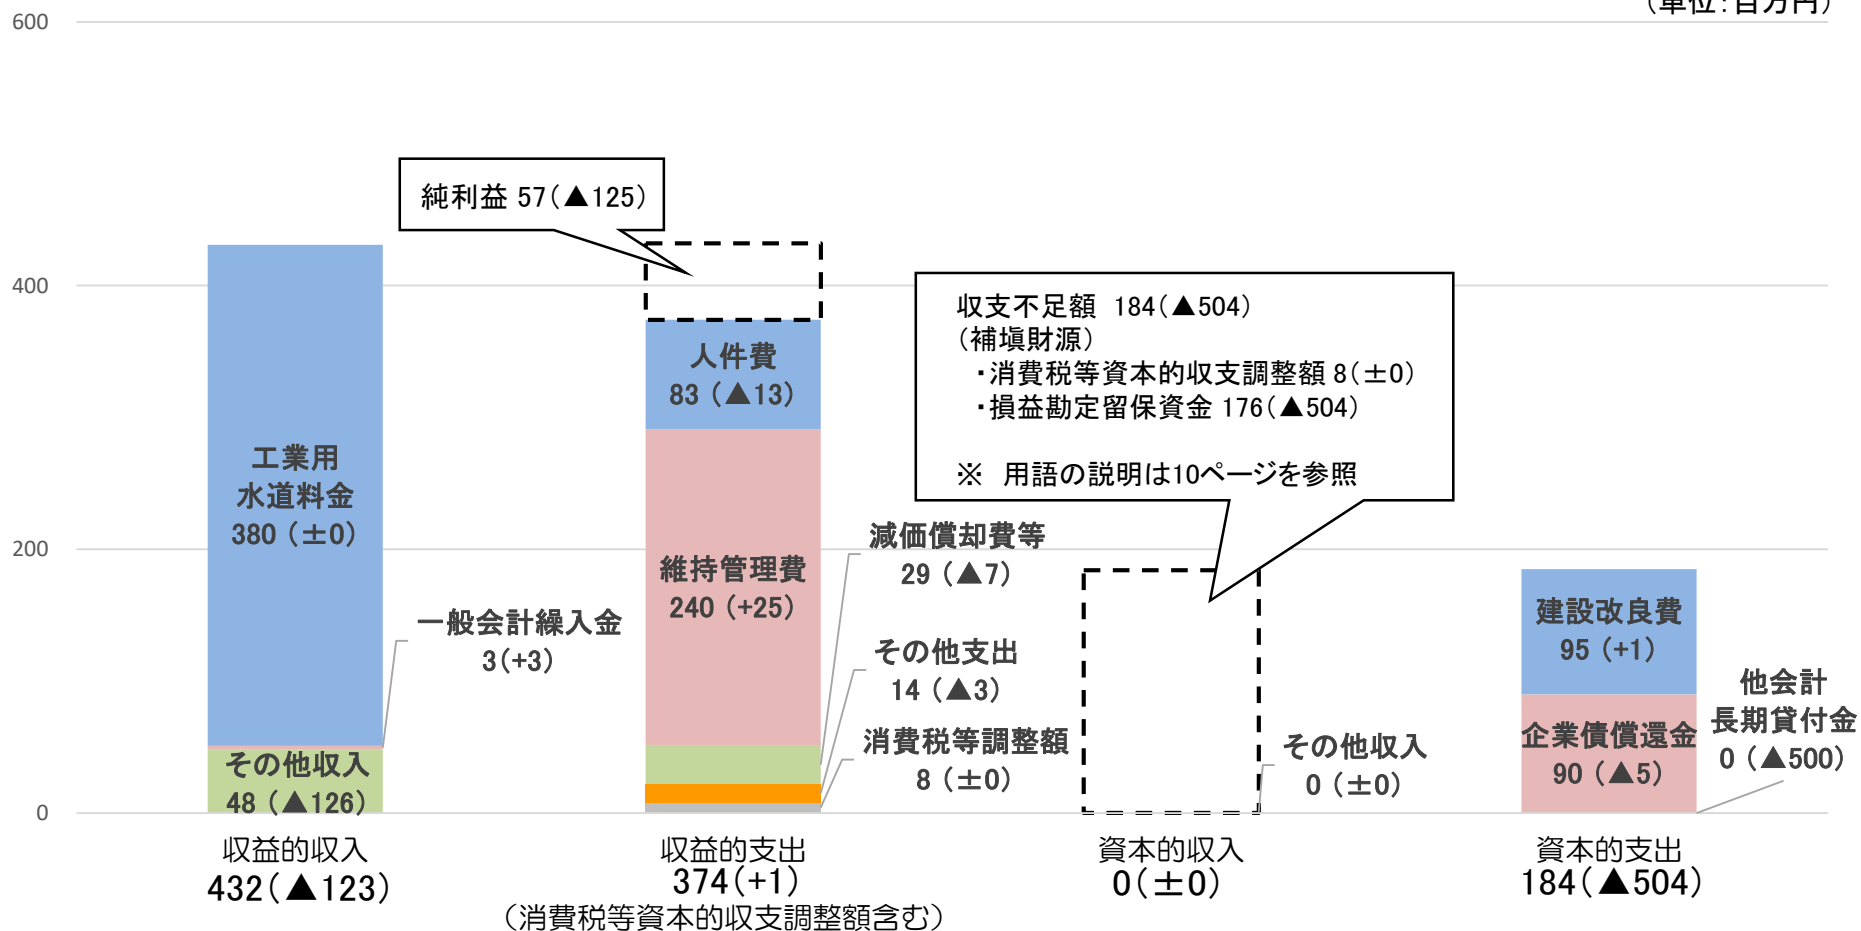 （単位：百万円）
600
400
200
0
純利益 57（▲125）
収支不足額 184（▲504）
（補塡財源）
・消費税等資本的収支調整額 8（±0）
・損益勘定留保資金 176（▲504）
※ 用語の説明は10ページを参照
工業用
水道料金
380（±0）
一般会計繰入金
3（+3）
その他収入
48（▲126）
人件費
83（▲13）
維持管理費
240（+25）
減価償却費等
29（▲7）
その他支出
14（▲3）
消費税等調整額
8（±0）
その他収入
0（±0）
建設改良費
95（+1）
企業債償還金
90（▲5）
他会計
長期貸付金
0（▲500）
収益的収入
432（▲123）
収益的支出
374（+1）
（消費税等資本的収支調整額含む）
資本的収入
0（±0）
資本的支出
184（▲504）